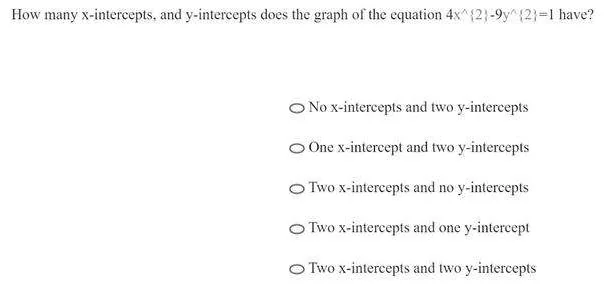 How many x-intercepts, and y-intercepts does the graph of the equation 4x^{2}-9y^{2}=1 have?
No x-intercepts and two y-intercepts
One x-intercept and two y-intercepts
Two x-intercepts and no y-intercepts
Two x-intercepts and one y-intercept
Two x-intercepts and two y-intercepts